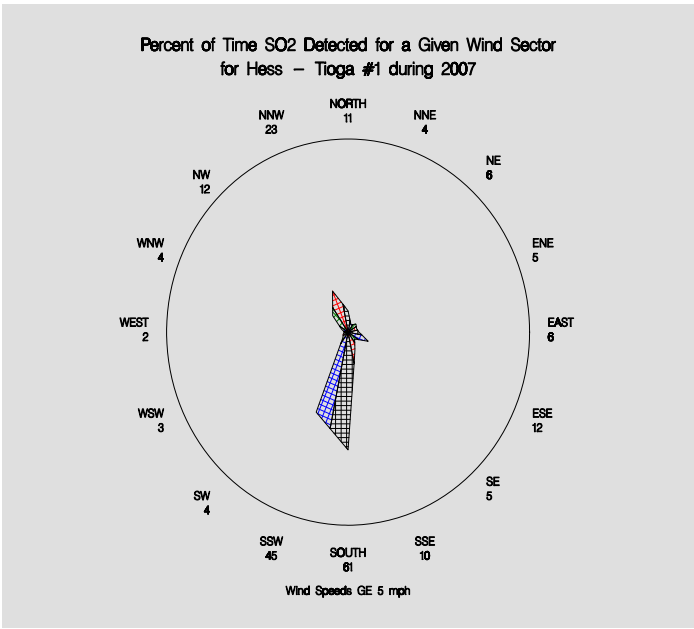 Percent of Time SO2 Detected for a Given Wind Sector
for Hess – Tioga #1 during 2007
NORTH
11
NNW
23
NNE
4
NW
12
NE
6
WNW
4
ENE
5
WEST
2
EAST
6
WSW
3
ESE
12
SW
4
SE
5
SSW
45
SOUTH
61
SSE
10
Wind Speeds GE 5 mph